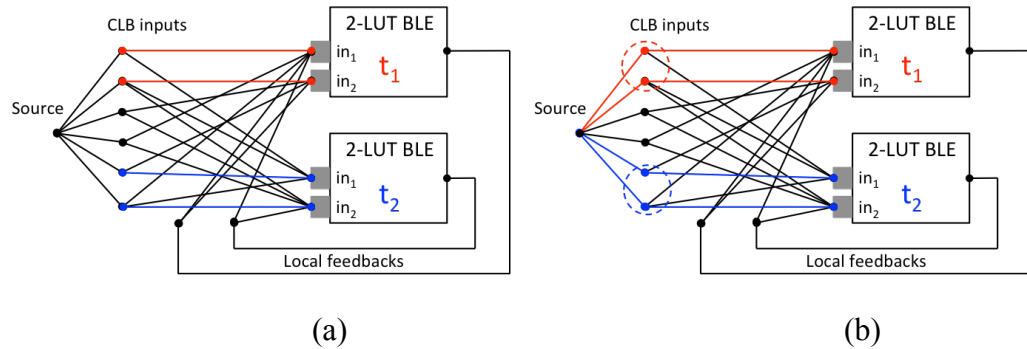 CLB inputs
2-LUT BLE
in1
t1
in2
Source
2-LUT BLE
in1
t2
in2
Local feedbacks
(a)
CLB inputs
2-LUT BLE
in1
t1
in2
Source
2-LUT BLE
in1
t2
in2
Local feedbacks
(b)